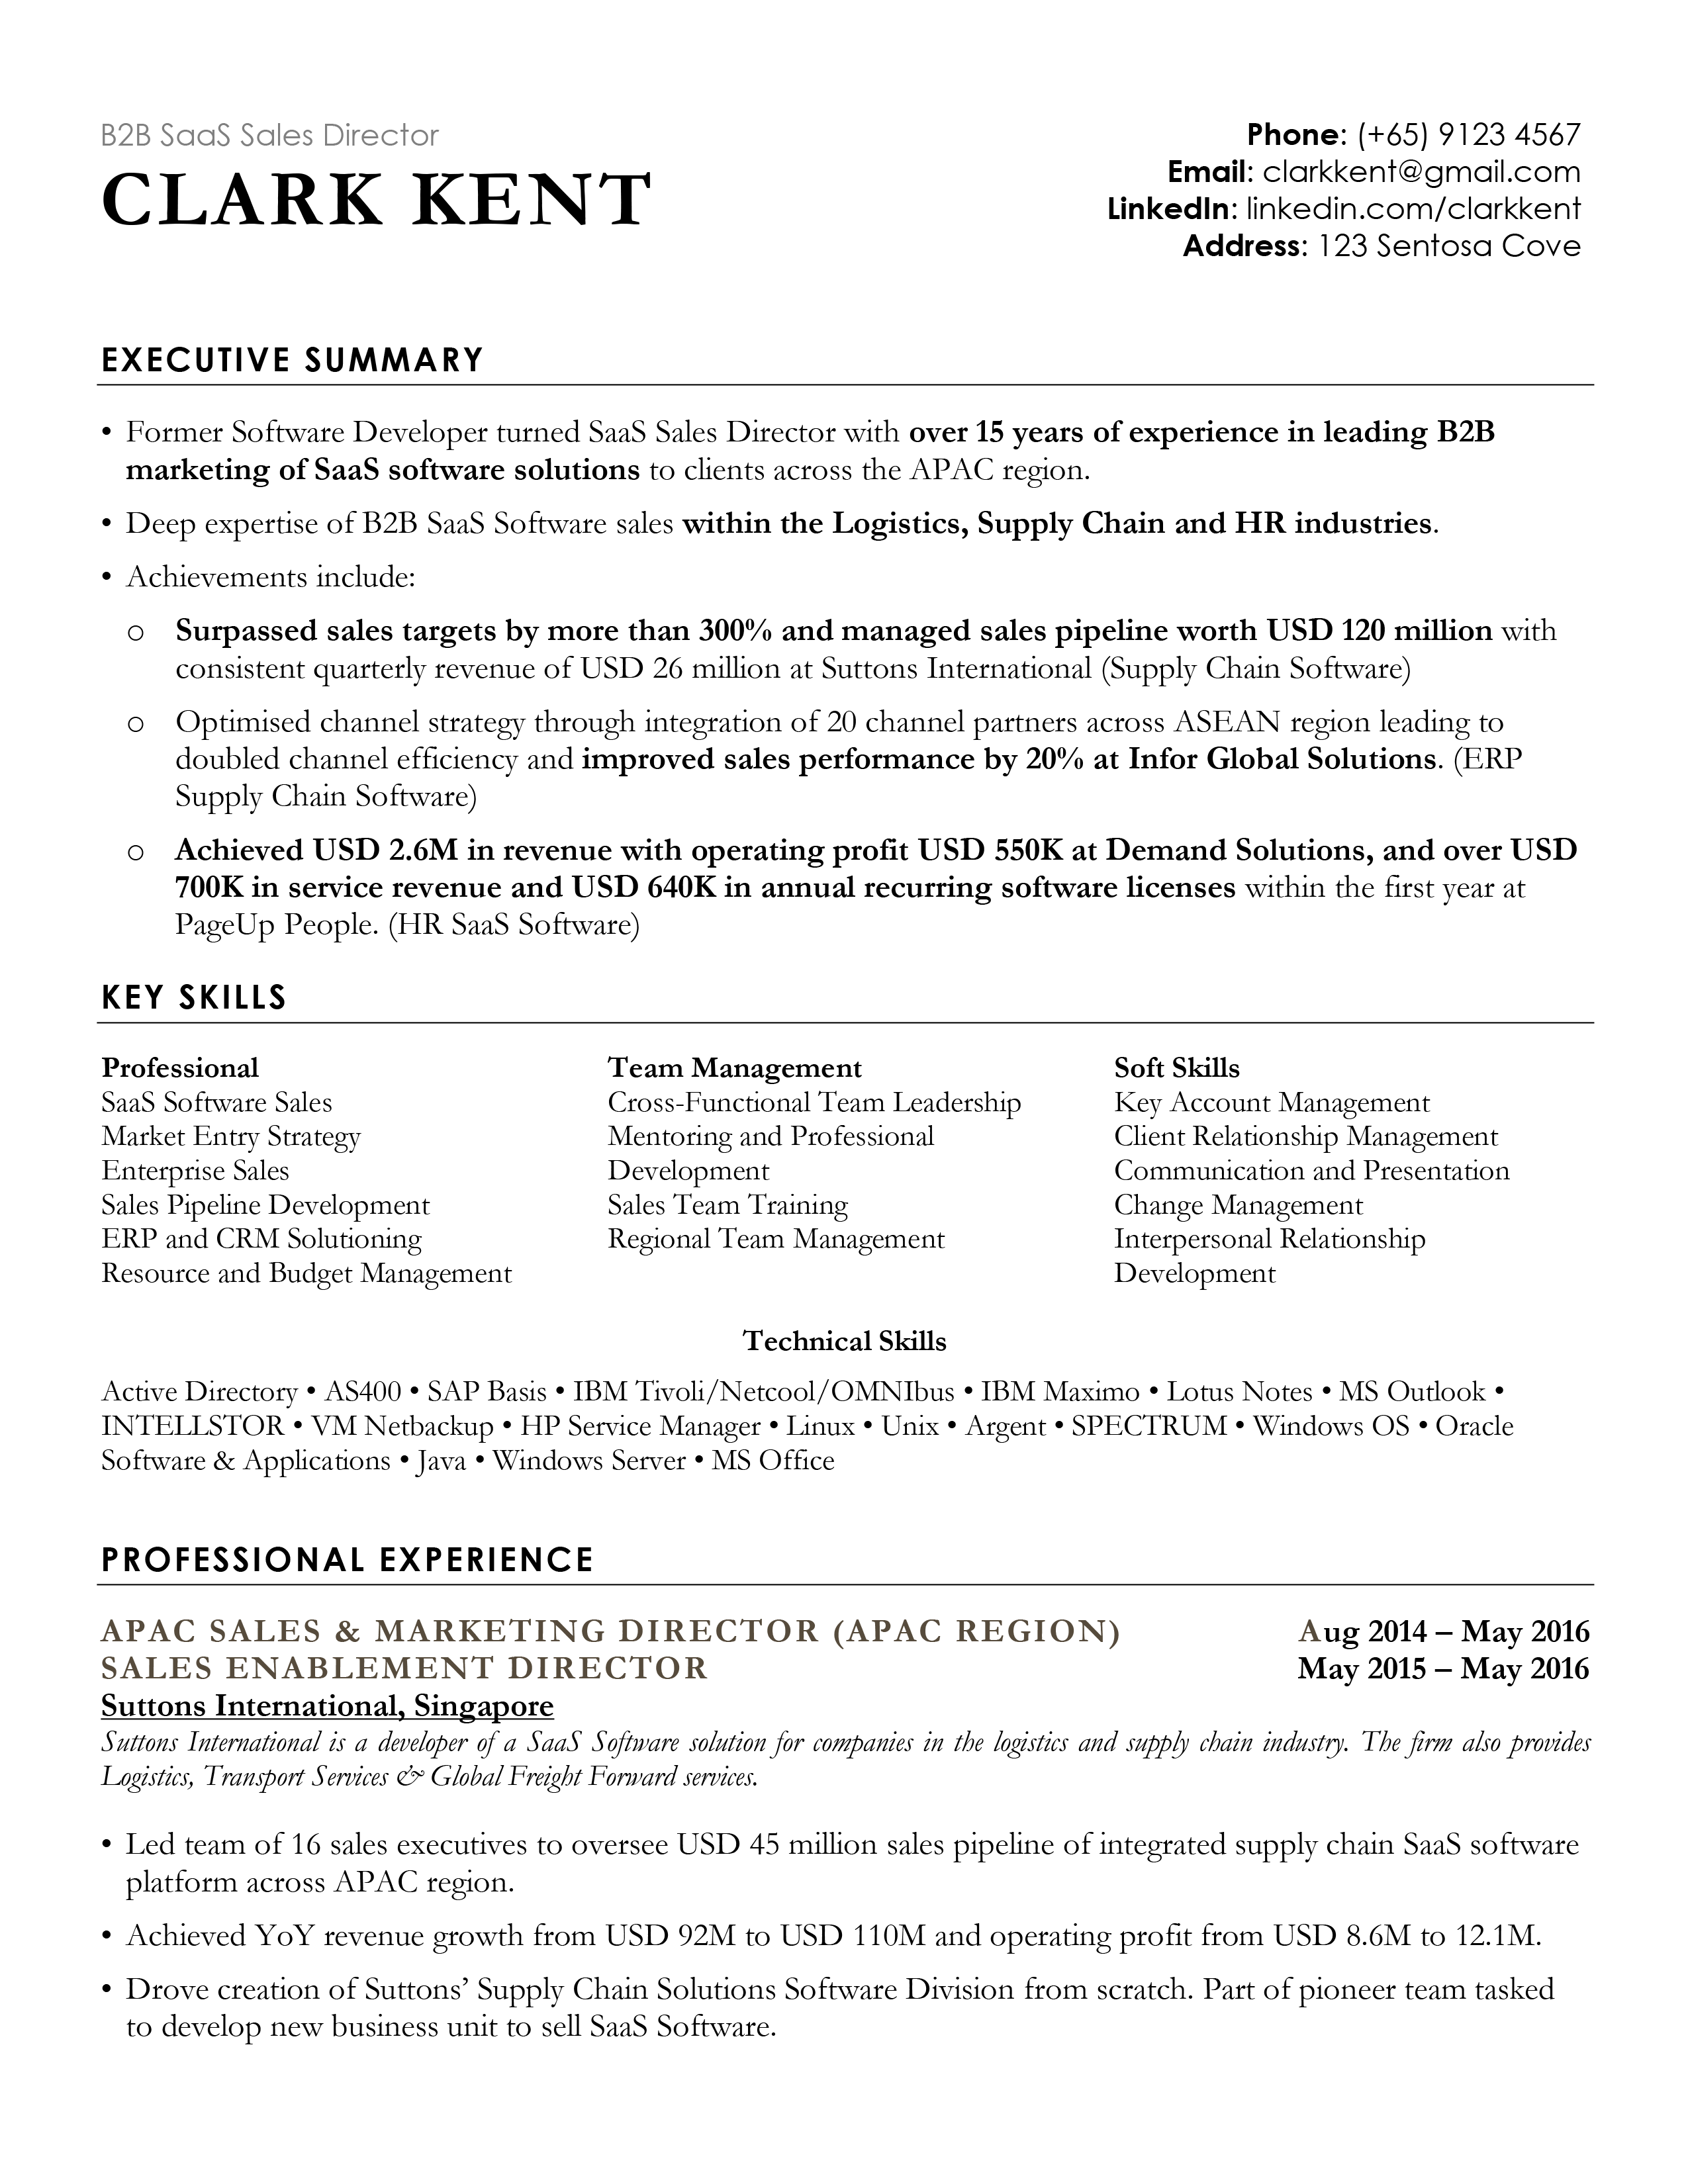 B2B SaaS Sales Director
CLARK KENT
Phone: (+65) 9123 4567
Email: clarkkent@gmail.com
LinkedIn: linkedin.com/clarkkent
Address: 123 Sentosa Cove
EXECUTIVE SUMMARY
• Former Software Developer turned SaaS Sales Director with over 15 years of experience in leading B2B
marketing of SaaS software solutions to clients across the APAC region.
• Deep expertise of B2B SaaS Software sales within the Logistics, Supply Chain and HR industries.
• Achievements include:
o Surpassed sales targets by more than 300% and managed sales pipeline worth USD 120 million with
consistent quarterly revenue of USD 26 million at Suttons International (Supply Chain Software)
o Optimised channel strategy through integration of 20 channel partners across ASEAN region leading to
doubled channel efficiency and improved sales performance by 20% at Infor Global Solutions. (ERP
Supply Chain Software)
o Achieved USD 2.6M in revenue with operating profit USD 550K at Demand Solutions, and over USD
700K in service revenue and USD 640K in annual recurring software licenses within the first year at
PageUp People. (HR SaaS Software)
KEY SKILLS
Professional
SaaS Software Sales
Market Entry Strategy
Enterprise Sales
Sales Pipeline Development
ERP and CRM Solutioning
Resource and Budget Management
Team Management
Cross-Functional Team Leadership
Mentoring and Professional
Development
Sales Team Training
Regional Team Management
Soft Skills
Key Account Management
Client Relationship Management
Communication and Presentation
Change Management
Interpersonal Relationship
Development
Technical Skills
Active Directory • AS400 • SAP Basis • IBM Tivoli/Netcool/OMNIbus • IBM Maximo • Lotus Notes • MS Outlook •
INTELLSTOR • VM Netbackup • HP Service Manager • Linux • Unix • Argent • SPECTRUM • Windows OS • Oracle
Software & Applications • Java • Windows Server • MS Office
PROFESSIONAL EXPERIENCE
APAC SALES & MARKETING DIRECTOR (APAC REGION) Aug 2014 – May 2016
SALES ENABLEMENT DIRECTOR May 2015 – May 2016
Suttons International, Singapore
Suttons International is a developer of a SaaS Software solution for companies in the logistics and supply chain industry. The firm also provides
Logistics, Transport Services & Global Freight Forward services.
• Led team of 16 sales executives to oversee USD 45 million sales pipeline of integrated supply chain SaaS software
platform across APAC region.
• Achieved YoY revenue growth from USD 92M to USD 110M and operating profit from USD 8.6M to 12.1M.
• Drove creation of Suttons’ Supply Chain Solutions Software Division from scratch. Part of pioneer team tasked
to develop new business unit to sell SaaS Software.